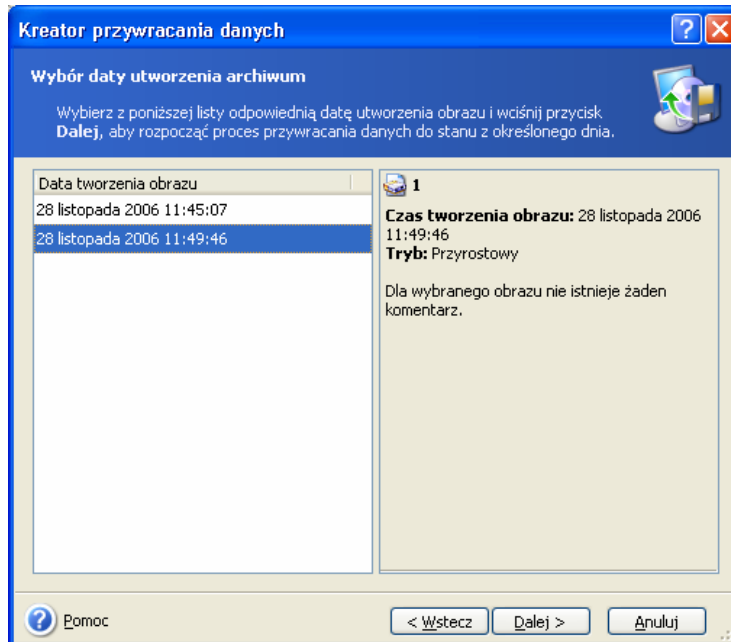 Kreator przywracania danych
Wybór daty utworzenia archiwum
Wybierz z poniższej listy odpowiednią datę utworzenia obrazu i wciśnij przycisk
Dalej, aby rozpocząć proces przywracania danych do stanu z określonego dnia.
Data tworzenia obrazu
28 listopada 2006 11:45:07
28 listopada 2006 11:49:46
1
Czas tworzenia obrazu: 28 listopada 2006
11:49:46
Tryb: Przyrostowy
Dla wybranego obrazu nie istnieje żaden
komentarz.
Pomoc
< Wstecz
Dalej >
Anuluj